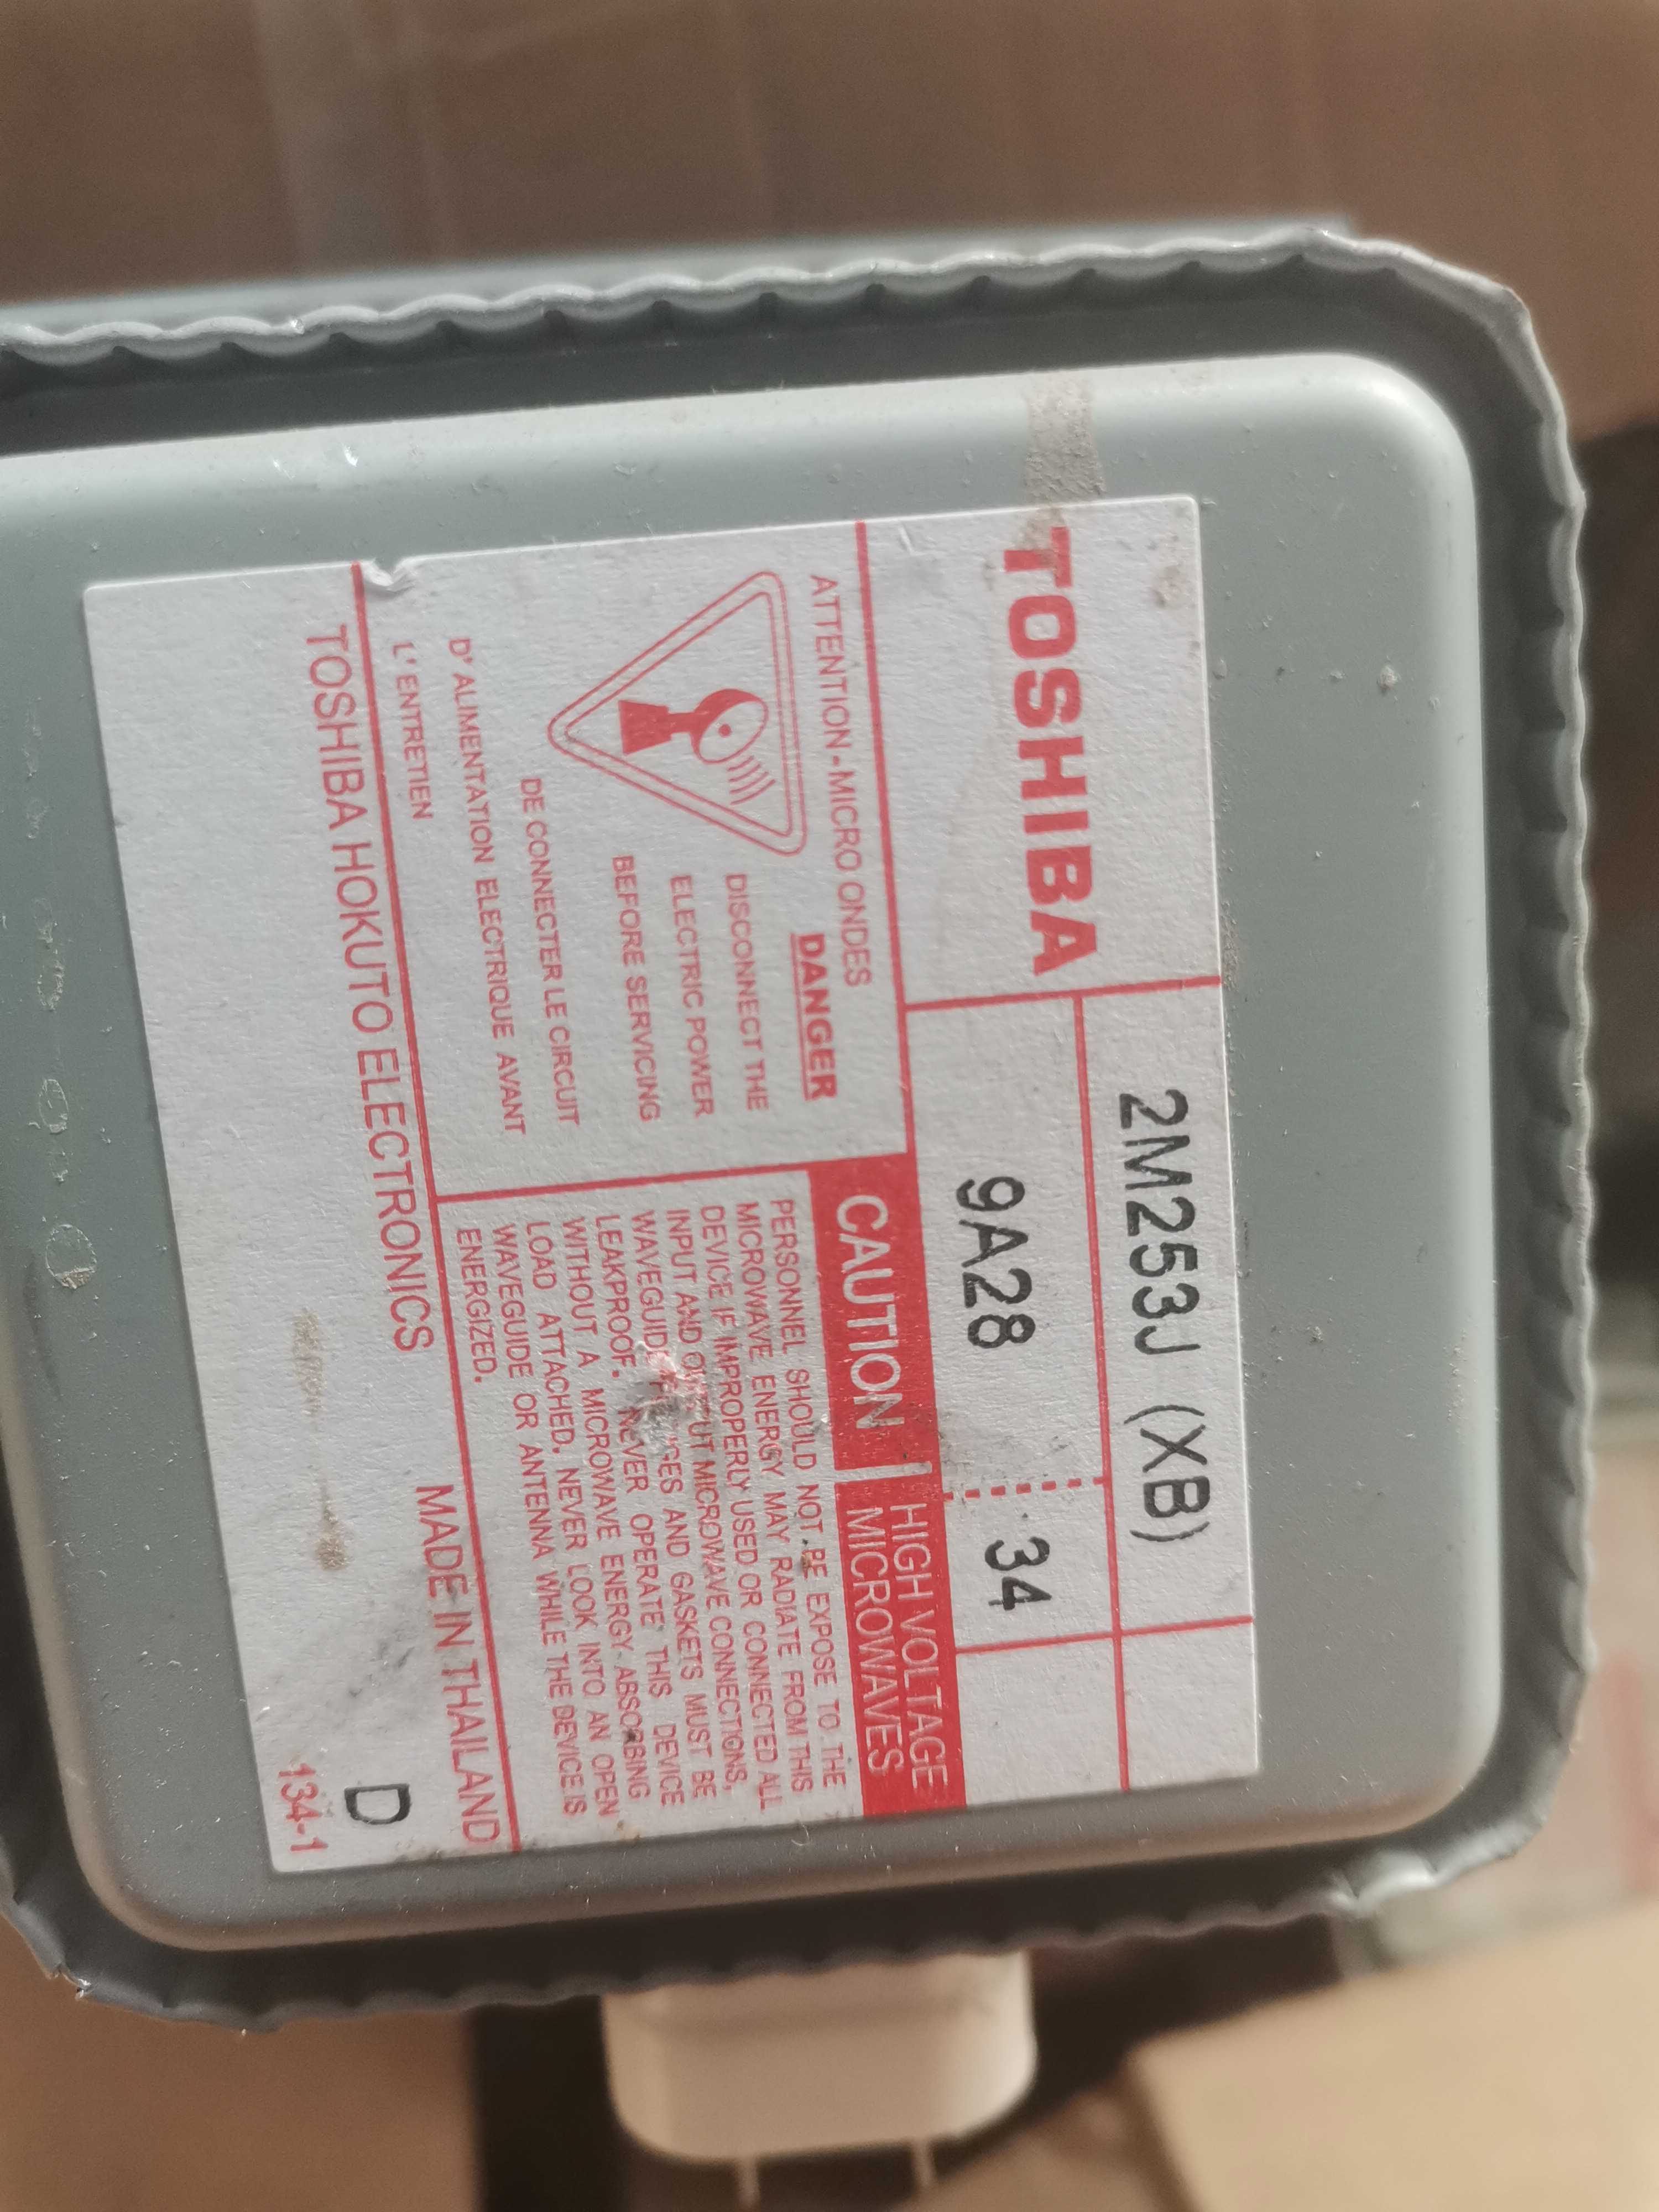 TOSHIBA
2M253J (XB)
9A28 34
ATTENTION-MICRO ONDES
DANGER
DISCONNECT THE
ELECTRIC POWER
BEFORE SERVICING
DE CONNECTER LE CIRCUIT
D' ALIMENTATION ELECTRIQUE AVANT
L' ENTRETIEN
CAUTION
HIGH VOLTAGE
MICROWAVES
PERSONNEL SHOULD NOT BE EXPOSE TO THE
MICROWAVE ENERGY MAY RADIATE FROM THIS
DEVICE IF IMPROPERLY USED OR CONNECTED ALL
INPUT AND OUTPUT MICROWAVE CONNECTIONS,
WAVEGUIDE AND GASKETS MUST BE
LEAKPROOF. NEVER OPERATE THIS DEVICE
WITHOUT A MICROWAVE ENERGY ABSORBING
LOAD ATTACHED. NEVER LOOK INTO AN OPEN
WAVEGUIDE OR ANTENNA WHILE THE DEVICE IS
ENERGIZED.
TOSHIBA HOKUTO ELECTRONICS MADE IN THAILAND
D
134-1